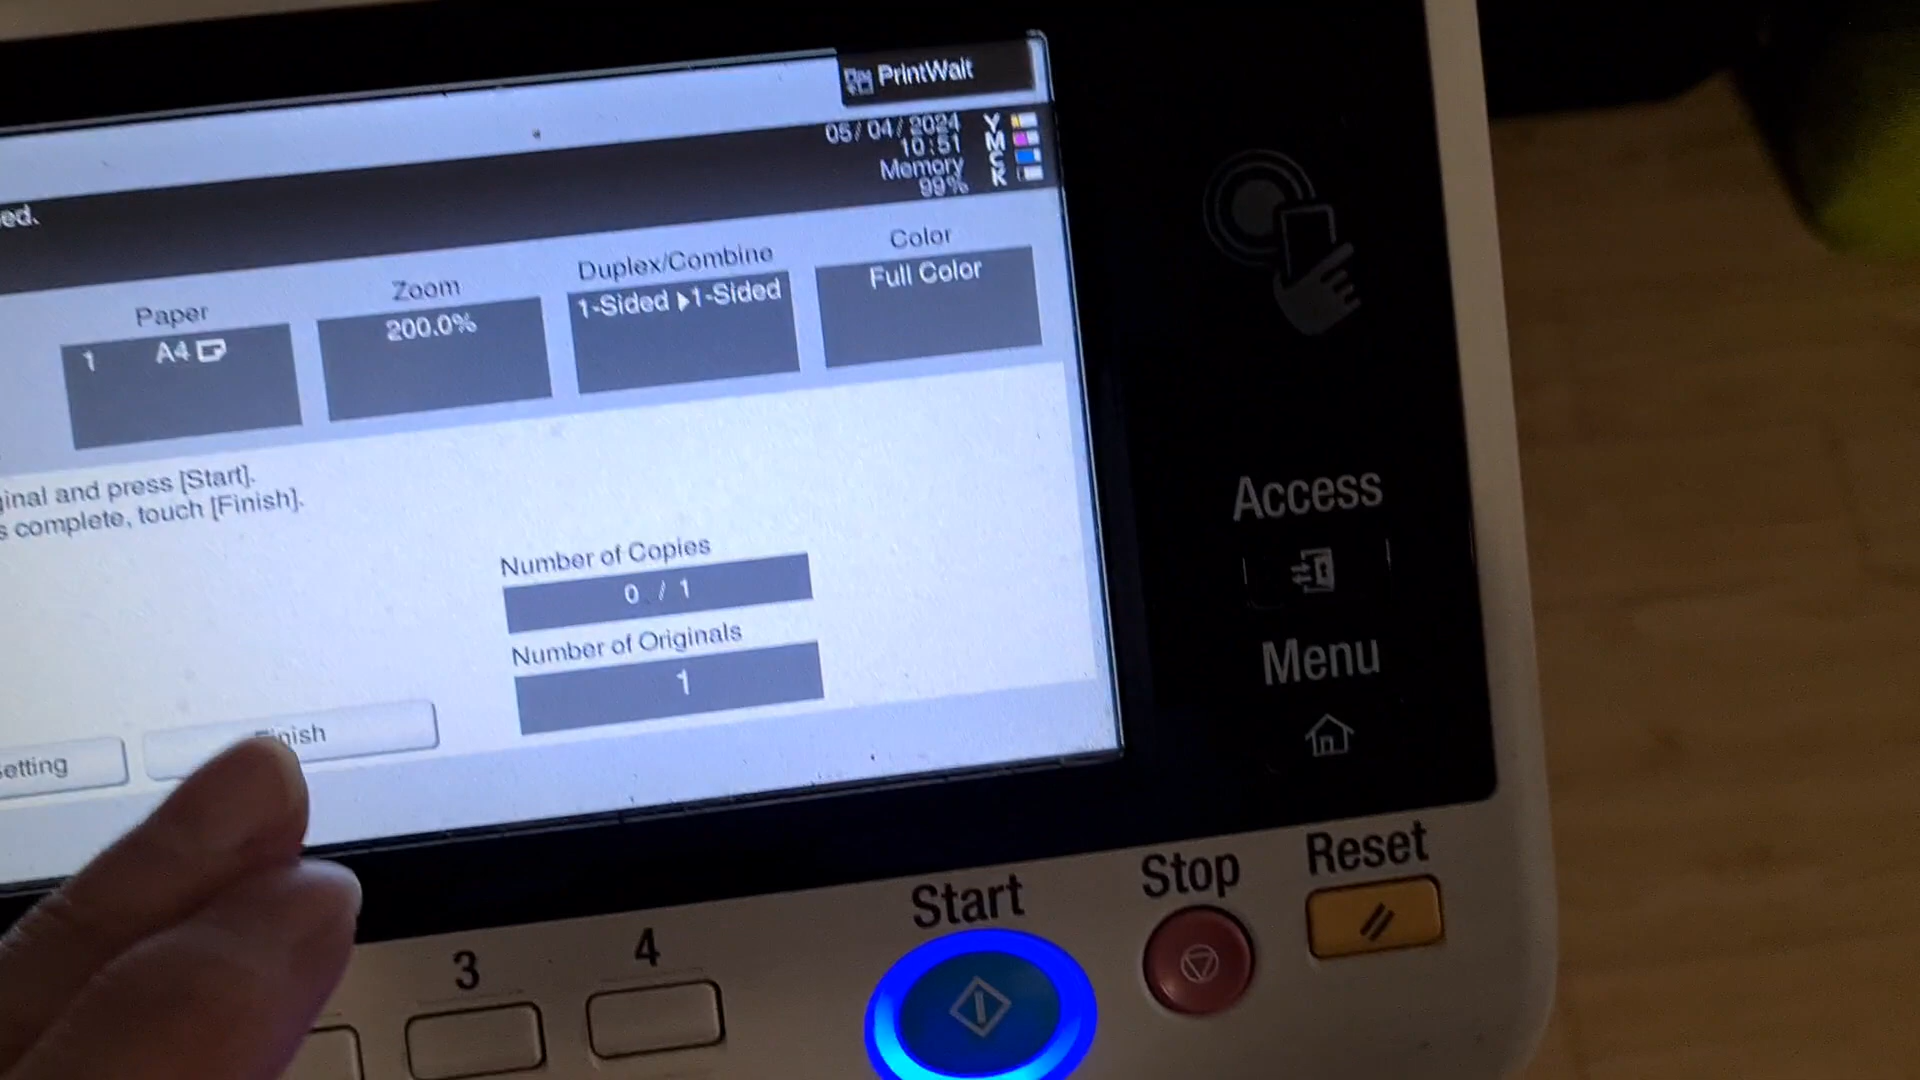 PrintWait
05/04/2024
10:51
Memory
99%
Y
M
C
K
ed.
Paper
Zoom
Duplex/Combine
Color
1 A4
200.0%
1-Sided ▶1-Sided
Full Color
ginal and press [Start].
s complete, touch [Finish].
Number of Copies
0 / 1
Number of Originals
1
etting
Finish
Access
Menu
Start
Stop
Reset
3
4